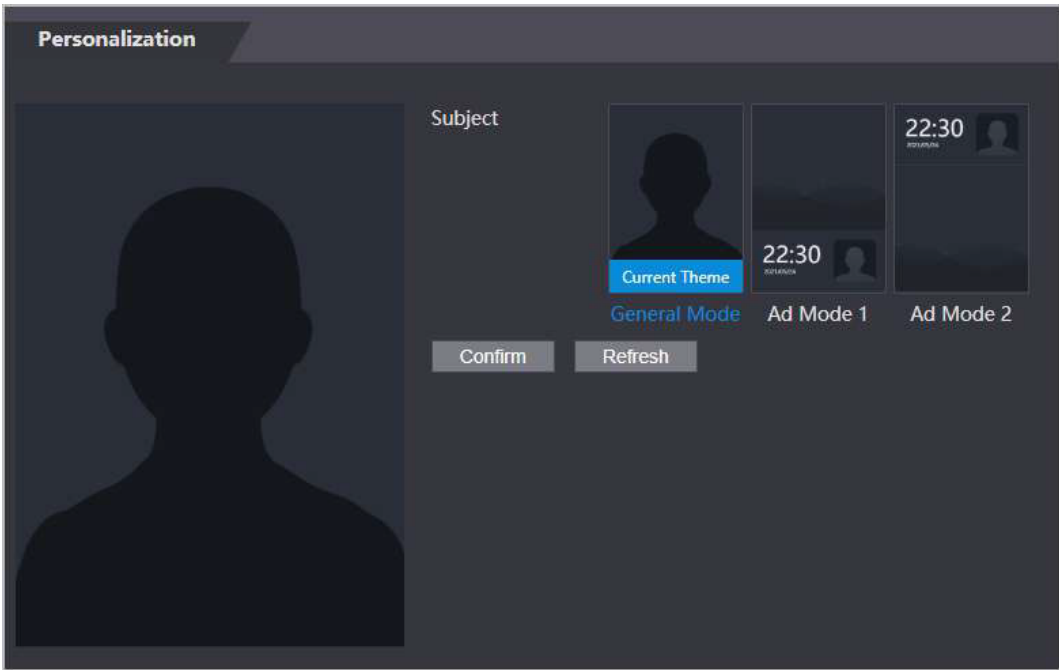 Personalization
Subject
22:30
22:30
Current Theme
General Mode
Ad Mode 1
Ad Mode 2
Confirm
Refresh